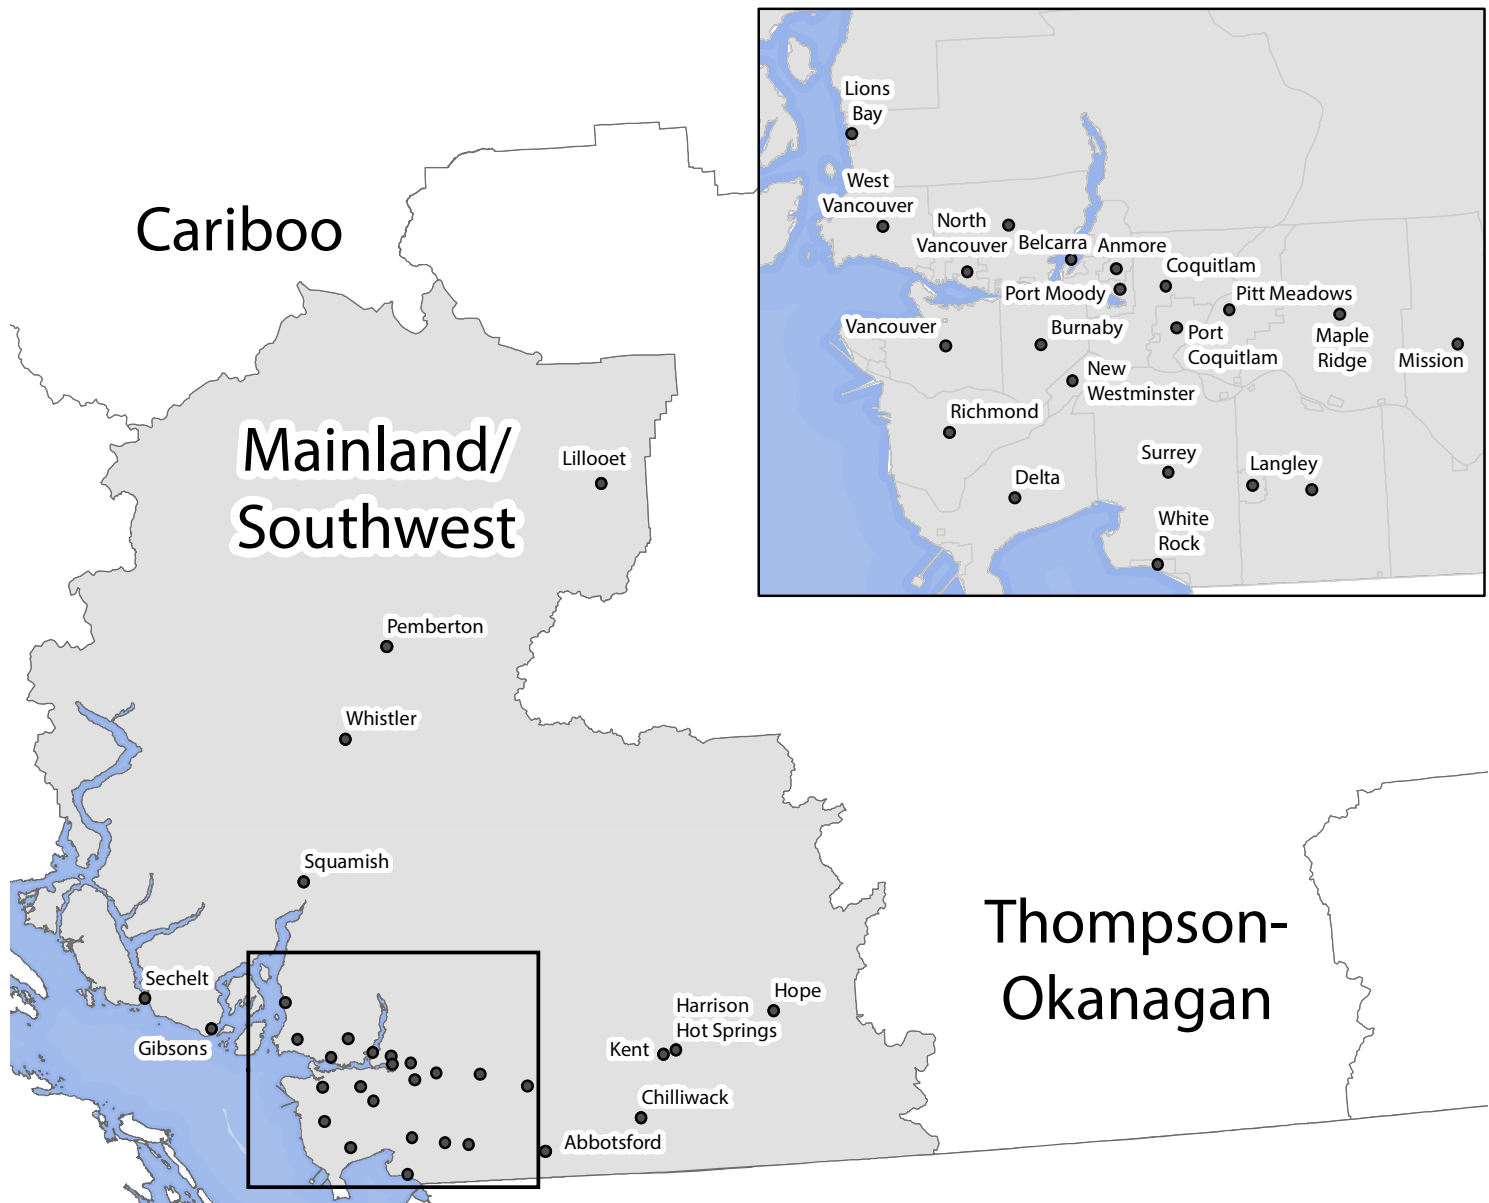 Lions
Bay
West
Vancouver
North
Vancouver
Belcarra
Anmore
Coquitlam
Port Moody
Pitt Meadows
Vancouver
Burnaby
Port
Coquitlam
Maple
Ridge
Mission
New
Westminster
Richmond
Surrey
Langley
Delta
White
Rock
Cariboo
Mainland/
Southwest
Lillooet
Pemberton
Whistler
Squamish
Sechelt
Gibsons
Hope
Harrison
Hot Springs
Kent
Chilliwack
Abbotsford
Thompson-
Okanagan